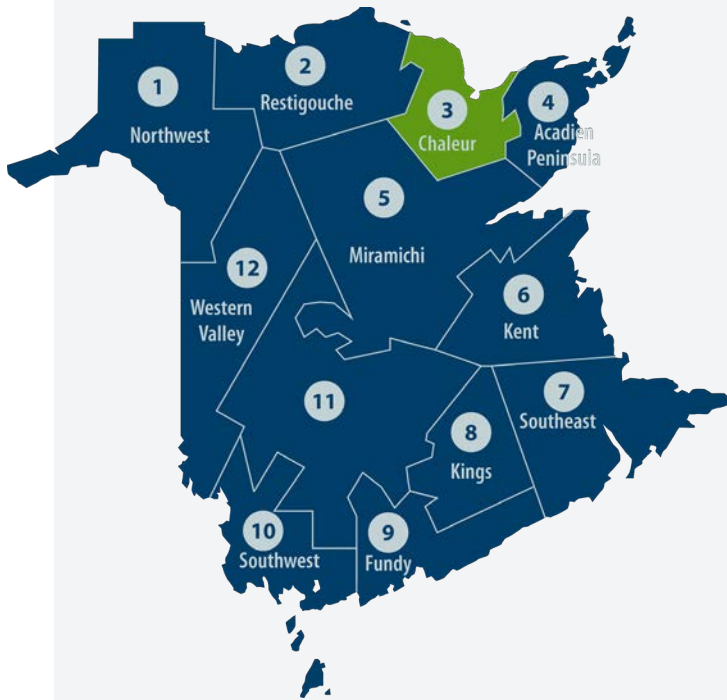 1
Northwest
2
Restigouche
3
Chaleur
4
Acadien
Peninsula
5
Miramichi
6
Kent
7
Southeast
8
Kings
9
Fundy
10
Southwest
11
12
Western
Valley